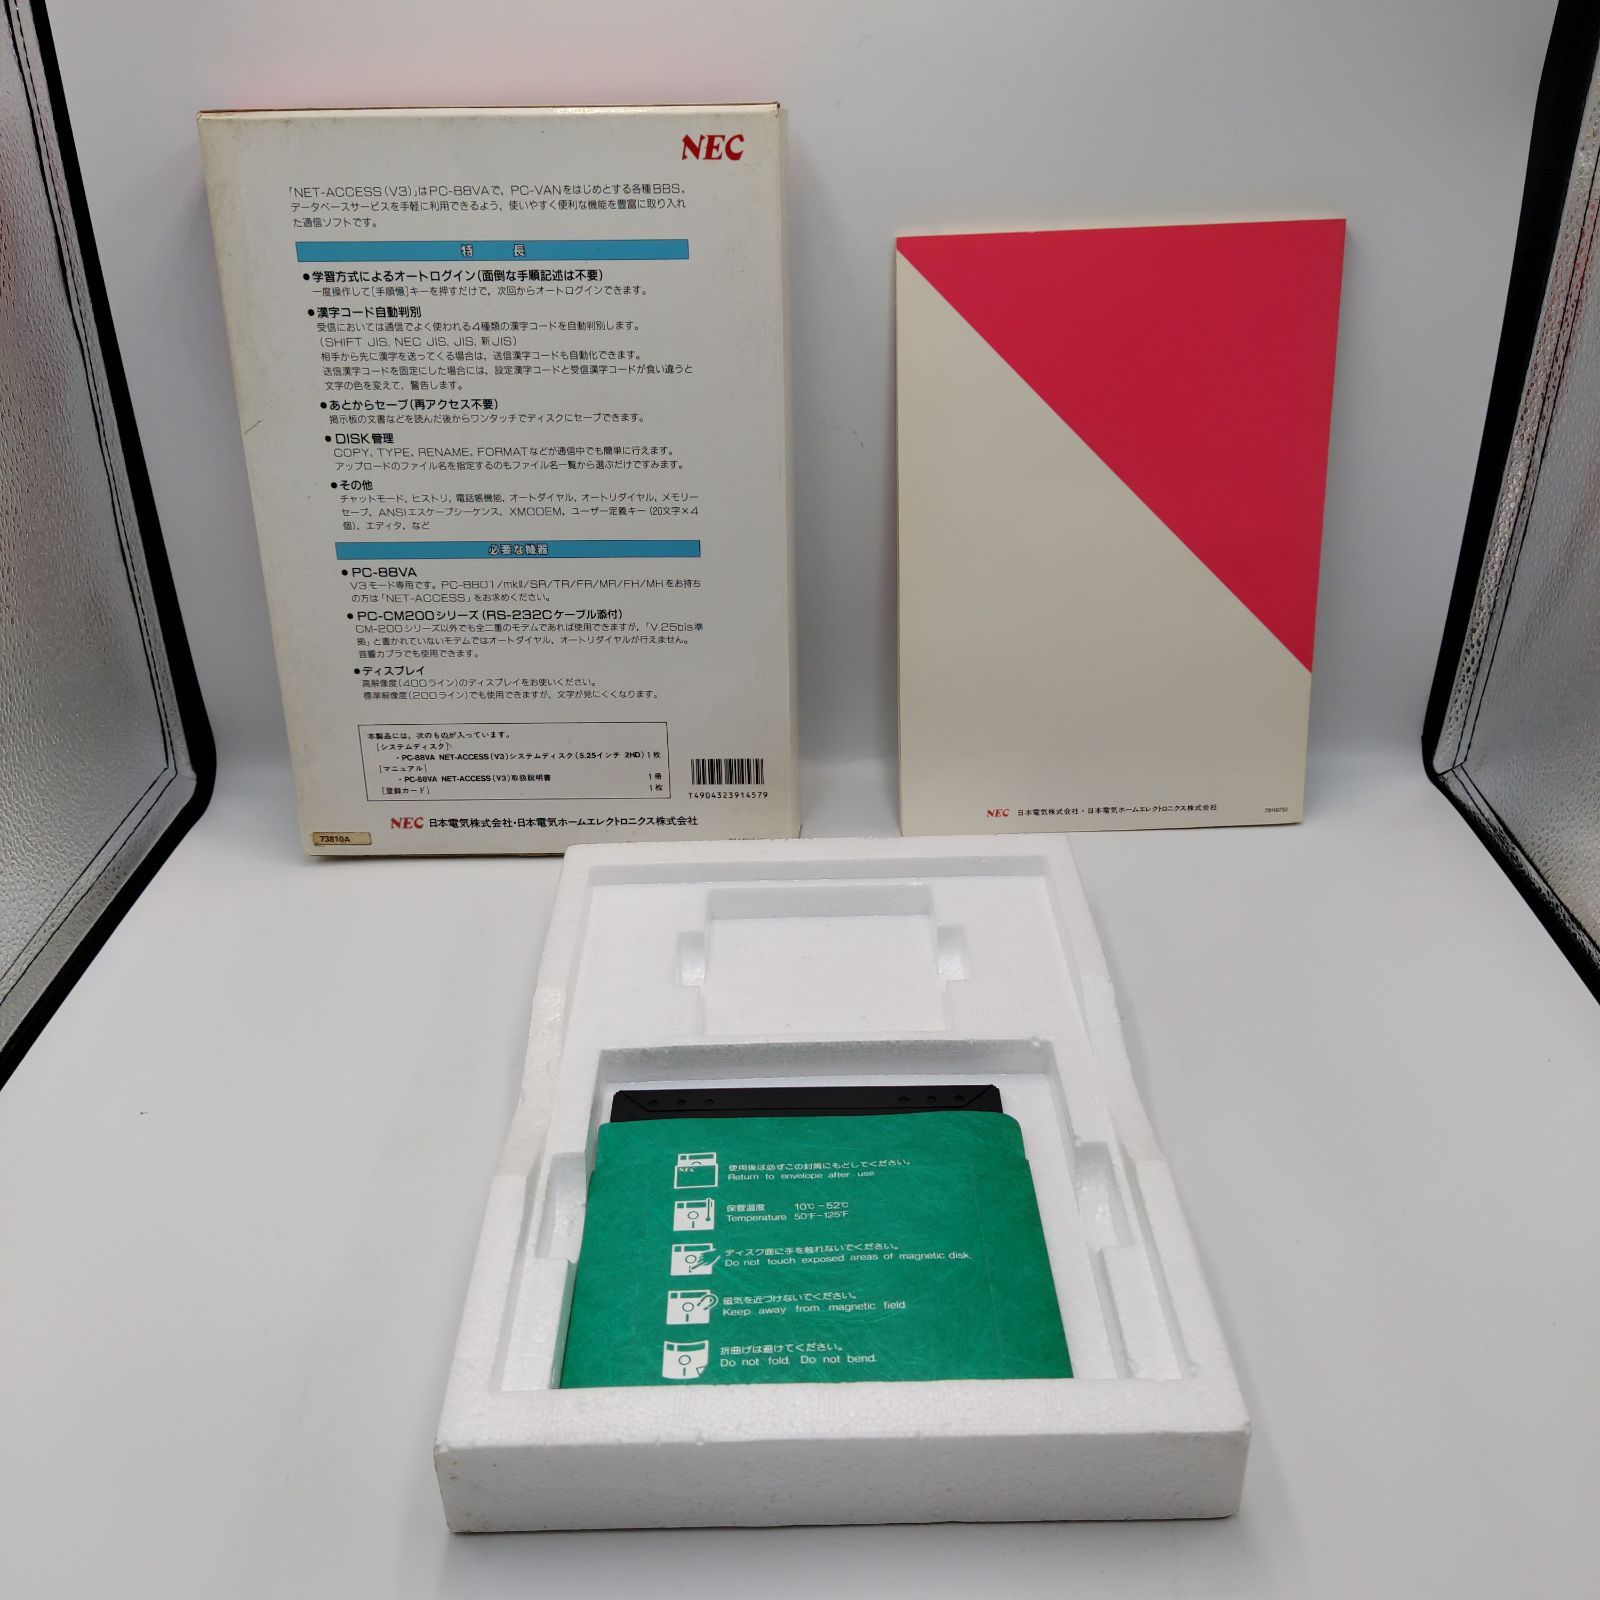 NEC
「NET-ACCESS(V3)」はPC-88VAで，PC-VANをはじめとする各種BBS，
データベースサービスを手軽に利用できるよう，使いやすく便利な機能を豊富に取り入れ
た通信ソフトです。
特 長
●学習方式によるオートログイン(面倒な手順記述は不要)
一度操作して[手順憶]キーを押すだけで，次回からオートログインできます。
●漢字コード自動判別
受信においては通信でよく使われる4種類の漢字コードを自動判別します。
(SHIFT JIS, NEC JIS, JIS, 新JIS)
相手から先に漢字を送ってくる場合は，送信漢字コードも自動化できます。
送信漢字コードを固定にした場合には，設定漢字コードと受信漢字コードが食い違うと
文字の色を変えて，警告します。
●あとからセーブ(再アクセス不要)
掲示板の文書などを読んだ後からワンタッチでディスクにセーブできます。
●DISK管理
COPY, TYPE, RENAME, FORMATなどが通信中でも簡単に行えます。
アップロードのファイル名を指定するのもファイル名一覧から選ぶだけですみます。
●その他
チャットモード，ヒストリ，電話帳機能，オートダイヤル，オートリダイヤル，メモリー
セーブ，ANSIエスケープシーケンス，XMODEM，ユーザー定義キー(20文字×4
個)，エディタ，など
必要な機器
●PC-88VA
V3モード専用です。PC-8801/mkII/SR/TR/FR/MR/FH/MHをお持ち
の方は「NET-ACCESS」をお求めください。
●PC-CM200シリーズ(RS-232Cケーブル添付)
CM-200シリーズ以外でも全二重のモデムであれば使用できますが，「V.25bis準
拠」と書かれていないモデムではオートダイヤル，オートリダイヤルが行えません。
音響カプラでも使用できます。
●ディスプレイ
高解像度(400ライン)のディスプレイをお使いください。
標準解像度(200ライン)でも使用できますが，文字が見にくくなります。
本製品には，次のものが入っています。
[システムディスク]
・PC-88VA NET-ACCESS(V3)システムディスク(5.25インチ 2HD) 1枚
[マニュアル]
・PC-88VA NET-ACCESS(V3)取扱説明書 1冊
[登録カード] 1枚
T4904323914579
NEC 日本電気株式会社・日本電気ホームエレクトロニクス株式会社
73810A
NEC 日本電気株式会社・日本電気ホームエレクトロニクス株式会社
NEC
使用後は必ずこの封筒にもどしてください。
Return to envelope after use.
保管温度 10℃-52℃
Temperature 50°F-125°F
ディスク面に手を触れないでください。
Do not touch exposed areas of magnetic disk.
磁気を近づけないでください。
Keep away from magnetic field.
折曲げは避けてください。
Do not fold. Do not bend.